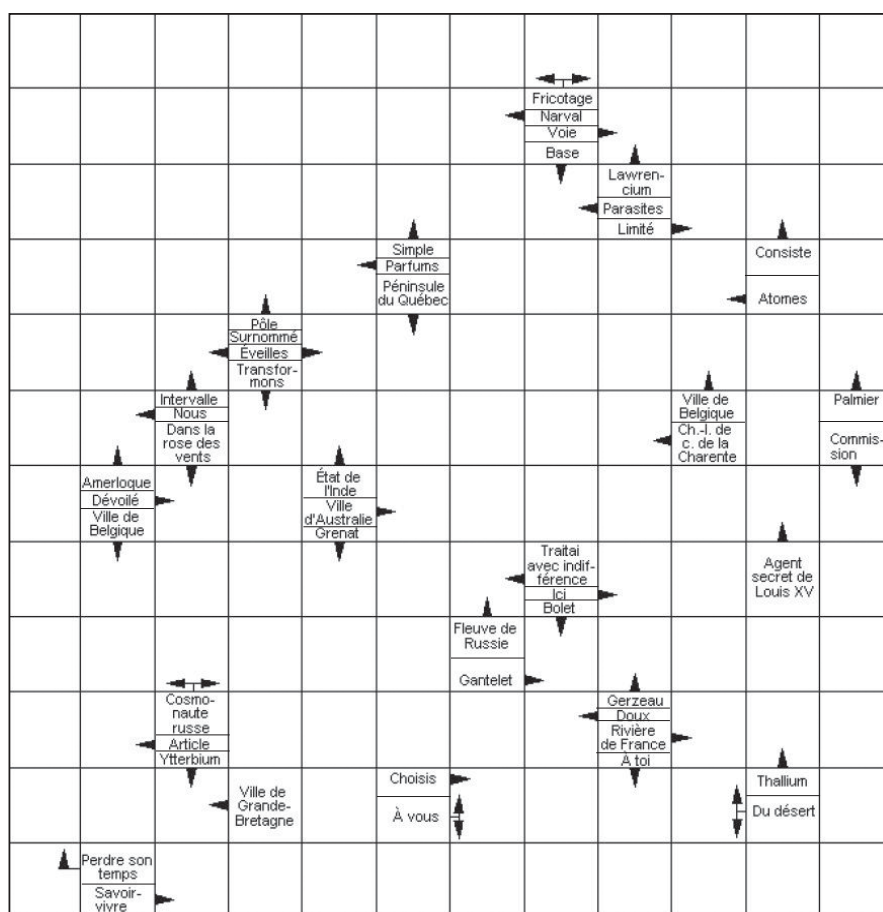 Fricotage
Narval
Voie
Base
Lawren-
cium
Parasites
Limité
Simple
Parfums
Péninsule
du Québec
Consiste
Atomes
Pôle
Surnommé
Éveilles
Transfor-
mons
Intervalle
Nous
Dans la
rose des
vents
Ville de
Belgique
Ch.-l. de
c. de la
Charente
Palmier
Commis-
sion
Amerloque
Dévoilé
Ville de
Belgique
État de
l'Inde
Ville
d'Australie
Grenat
Traitai
avec indif-
férence
Ici
Bolet
Agent
secret de
Louis XV
Fleuve de
Russie
Gantelet
Cosmo-
naute
russe
Article
Ytterbium
Gerzeau
Doux
Rivière
de France
À toi
Ville de
Grande-
Bretagne
Choisis
À vous
Thallium
Du désert
Perdre son
temps
Savoir-
vivre